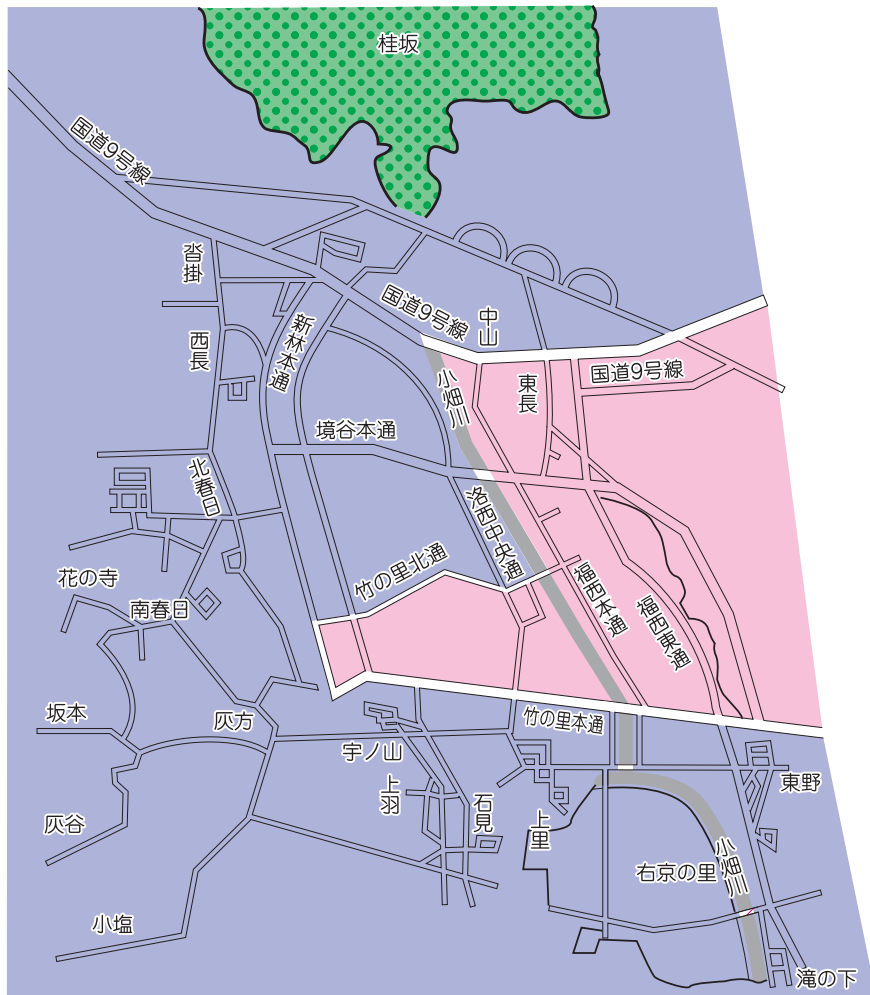 桂坂
国道9号線
沓掛
国道9号線
中山
新林本通
西長
小畑川
東長
国道9号線
境谷本通
北春日
洛西中央通
竹の里北通
花の寺
南春日
福西本通
福西東通
坂本
灰方
竹の里本通
宇ノ山
上羽
石見
上里
東野
灰谷
小畑川
右京の里
小塩
滝の下